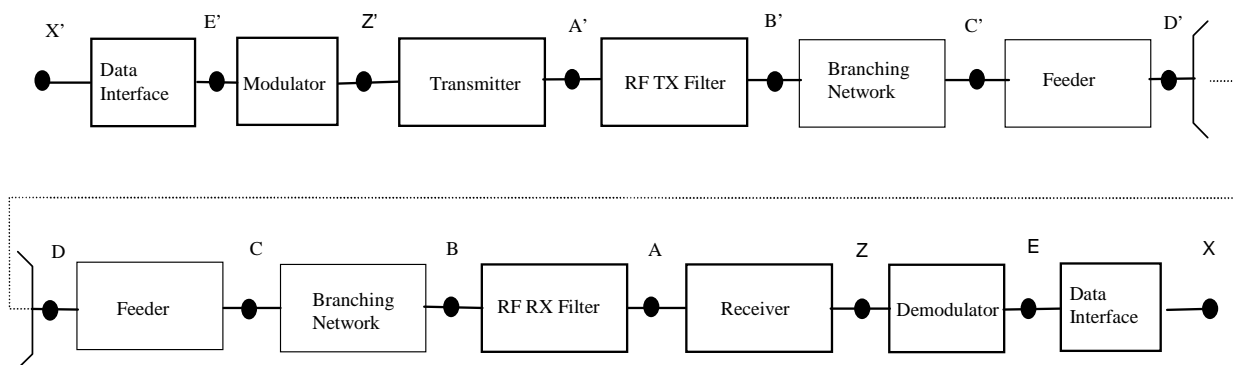 X’ E’ Z' A’ B’ C’ D’
Data
Interface
Modulator
Transmitter
RF TX Filter
Branching
Network
Feeder
D C B A Z E X
Feeder
Branching
Network
RF RX Filter
Receiver
Demodulator
Data
Interface